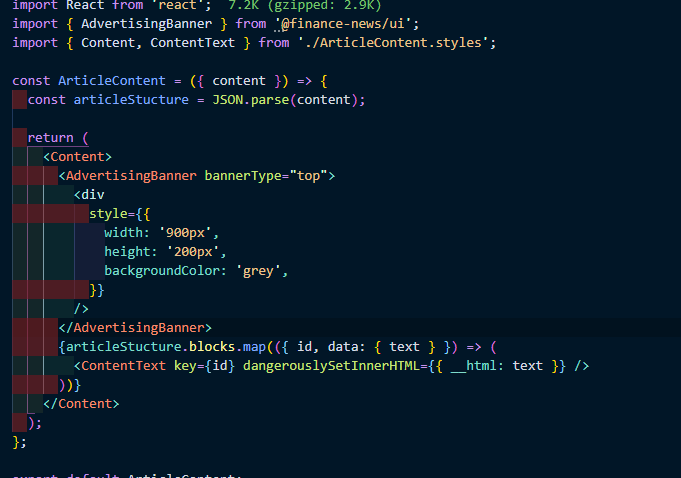 import React from 'react';  7.2K (gzipped: 2.9K)
import { AdvertisingBanner } from '@finance-news/ui';
import { Content, ContentText } from './ArticleContent.styles';

const ArticleContent = ({ content }) => {
  const articleStucture = JSON.parse(content);

  return (
    <Content>
      <AdvertisingBanner bannerType="top">
        <div
          style={{
            width: '900px',
            height: '200px',
            backgroundColor: 'grey',
          }}
        />
      </AdvertisingBanner>
      {articleStucture.blocks.map(({ id, data: { text } }) => (
        <ContentText key={id} dangerouslySetInnerHTML={{ __html: text }} />
      ))}
    </Content>
  );
};

export default ArticleContent;